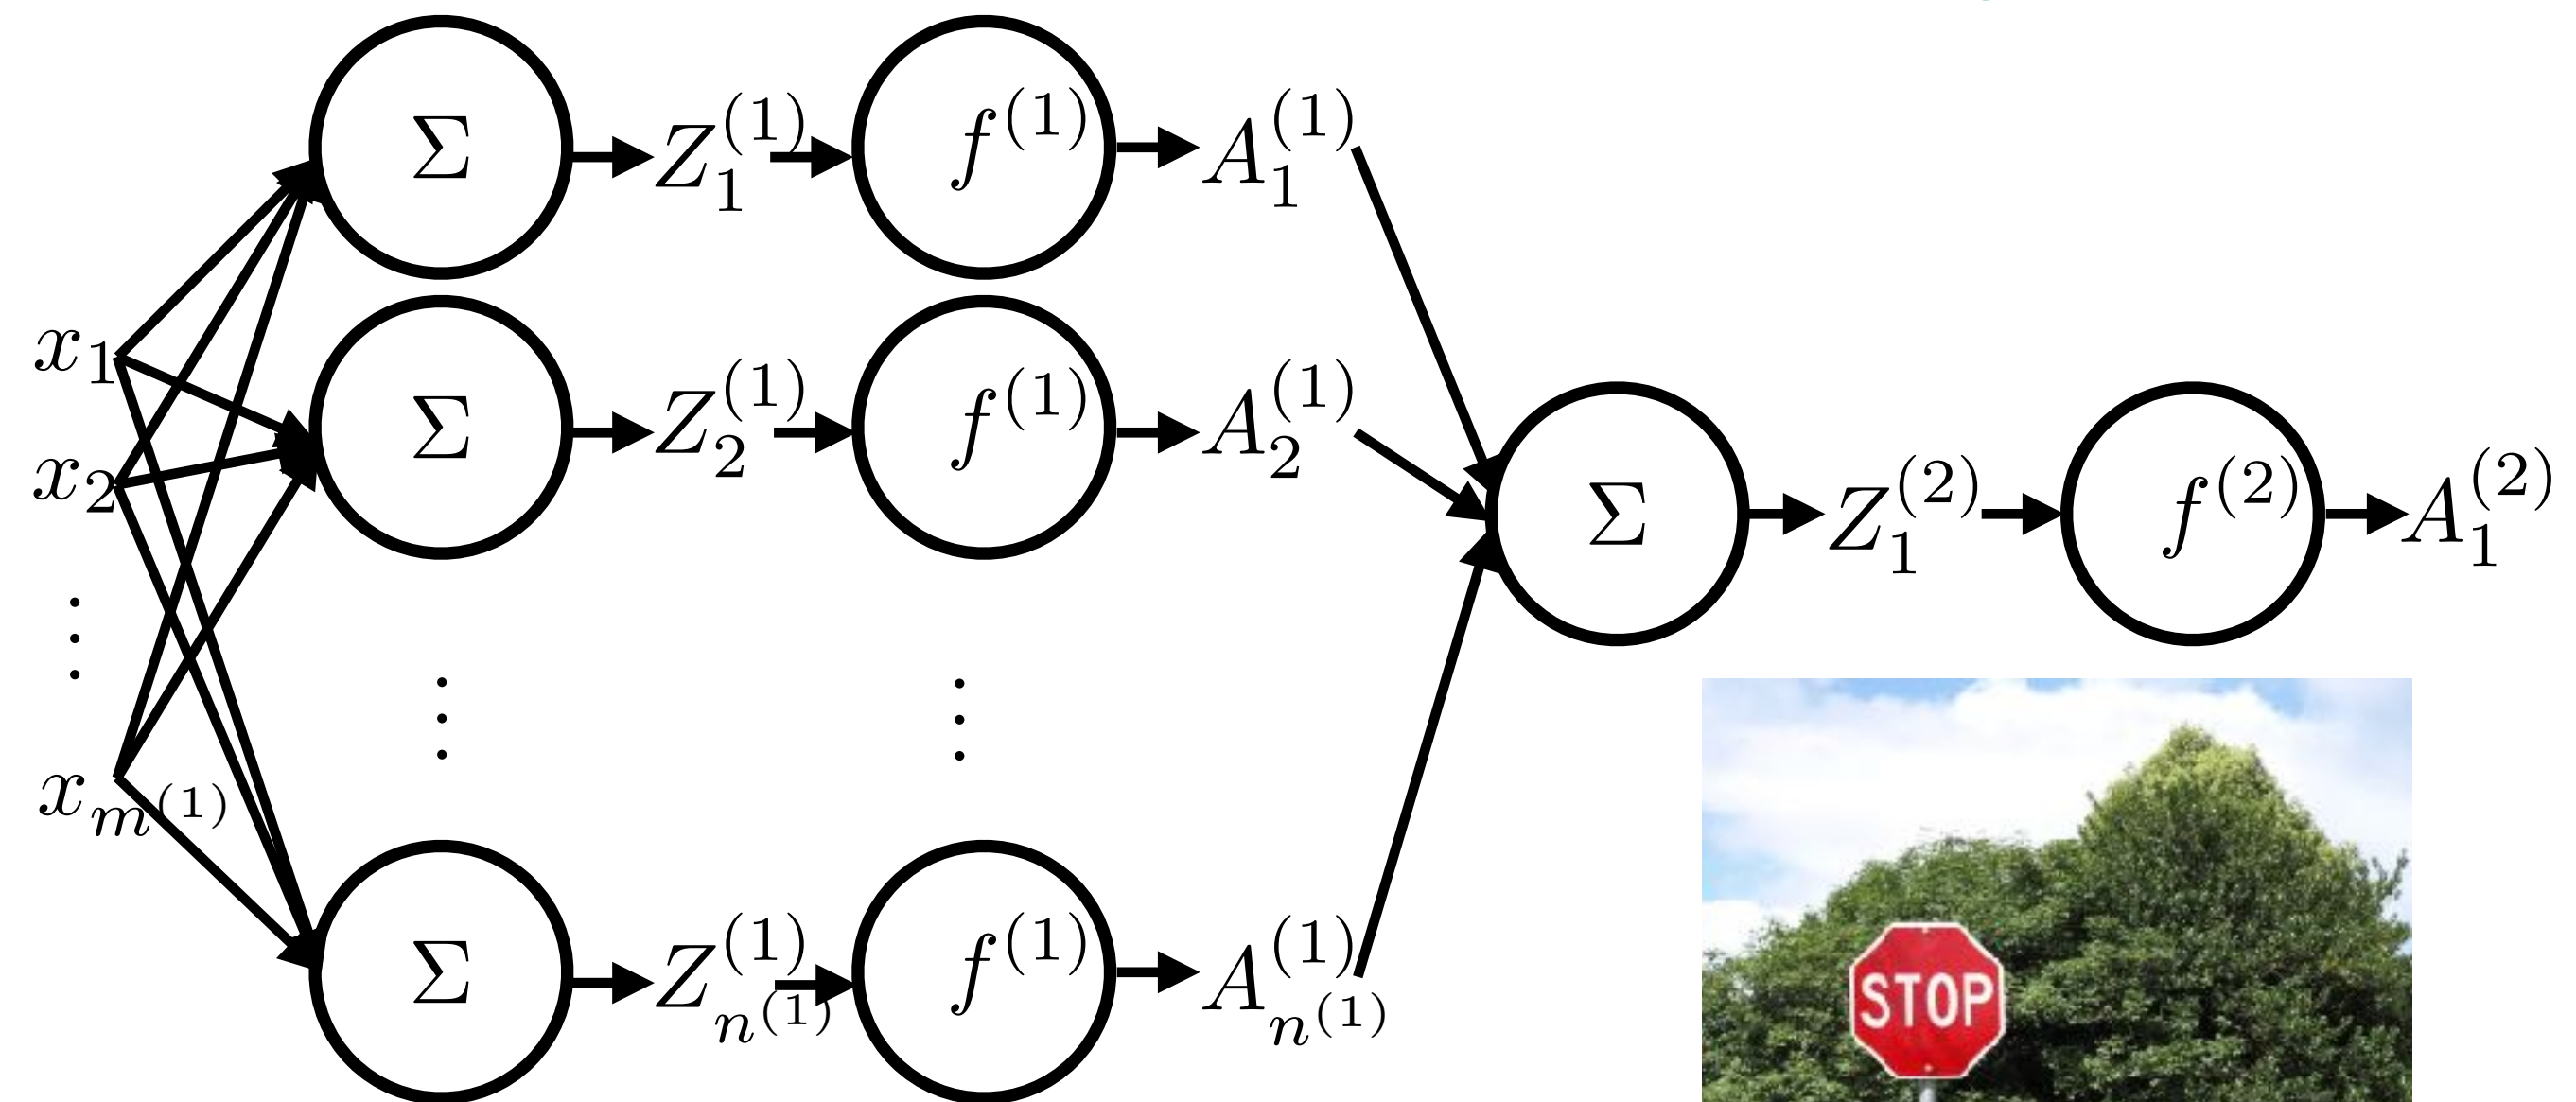 Σ → Z_1^{(1)} → f^{(1)} → A_1^{(1)}
x_1
Σ → Z_2^{(1)} → f^{(1)} → A_2^{(1)}
x_2
Σ → Z_1^{(2)} → f^{(2)} → A_1^{(2)}
⋮
⋮ ⋮
x_{m^{(1)}}
Σ → Z_{n^{(1)}}^{(1)} → f^{(1)} → A_{n^{(1)}}^{(1)}
STOP